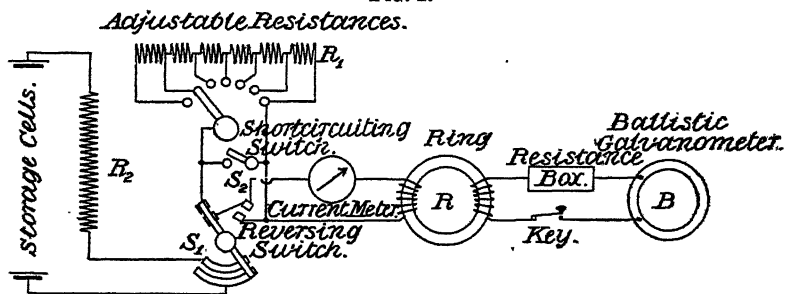 Adjustable Resistances.
R1
Storage Cells.
R2
Shortcircuiting
Switch.
S2
Ring
Ballistic
Galvanometer.
Resistance
Box.
R
B
Current Meter.
Key.
S1
Reversing
Switch.